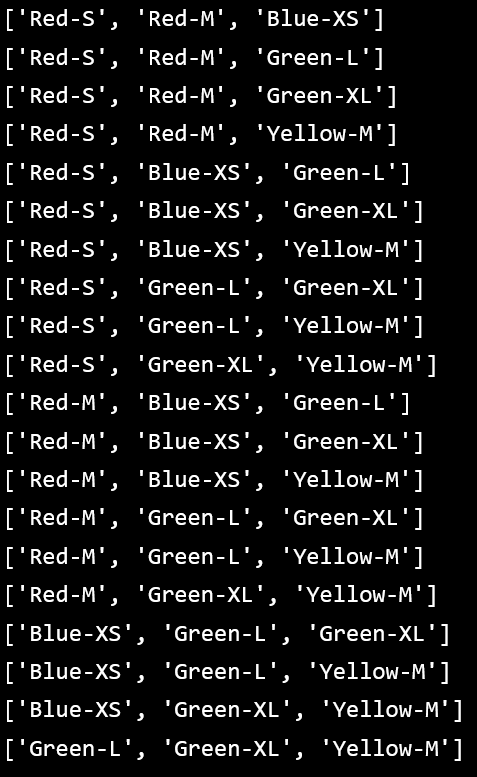 ['Red-S', 'Red-M', 'Blue-XS']
['Red-S', 'Red-M', 'Green-L']
['Red-S', 'Red-M', 'Green-XL']
['Red-S', 'Red-M', 'Yellow-M']
['Red-S', 'Blue-XS', 'Green-L']
['Red-S', 'Blue-XS', 'Green-XL']
['Red-S', 'Blue-XS', 'Yellow-M']
['Red-S', 'Green-L', 'Green-XL']
['Red-S', 'Green-L', 'Yellow-M']
['Red-S', 'Green-XL', 'Yellow-M']
['Red-M', 'Blue-XS', 'Green-L']
['Red-M', 'Blue-XS', 'Green-XL']
['Red-M', 'Blue-XS', 'Yellow-M']
['Red-M', 'Green-L', 'Green-XL']
['Red-M', 'Green-L', 'Yellow-M']
['Red-M', 'Green-XL', 'Yellow-M']
['Blue-XS', 'Green-L', 'Green-XL']
['Blue-XS', 'Green-L', 'Yellow-M']
['Blue-XS', 'Green-XL', 'Yellow-M']
['Green-L', 'Green-XL', 'Yellow-M']